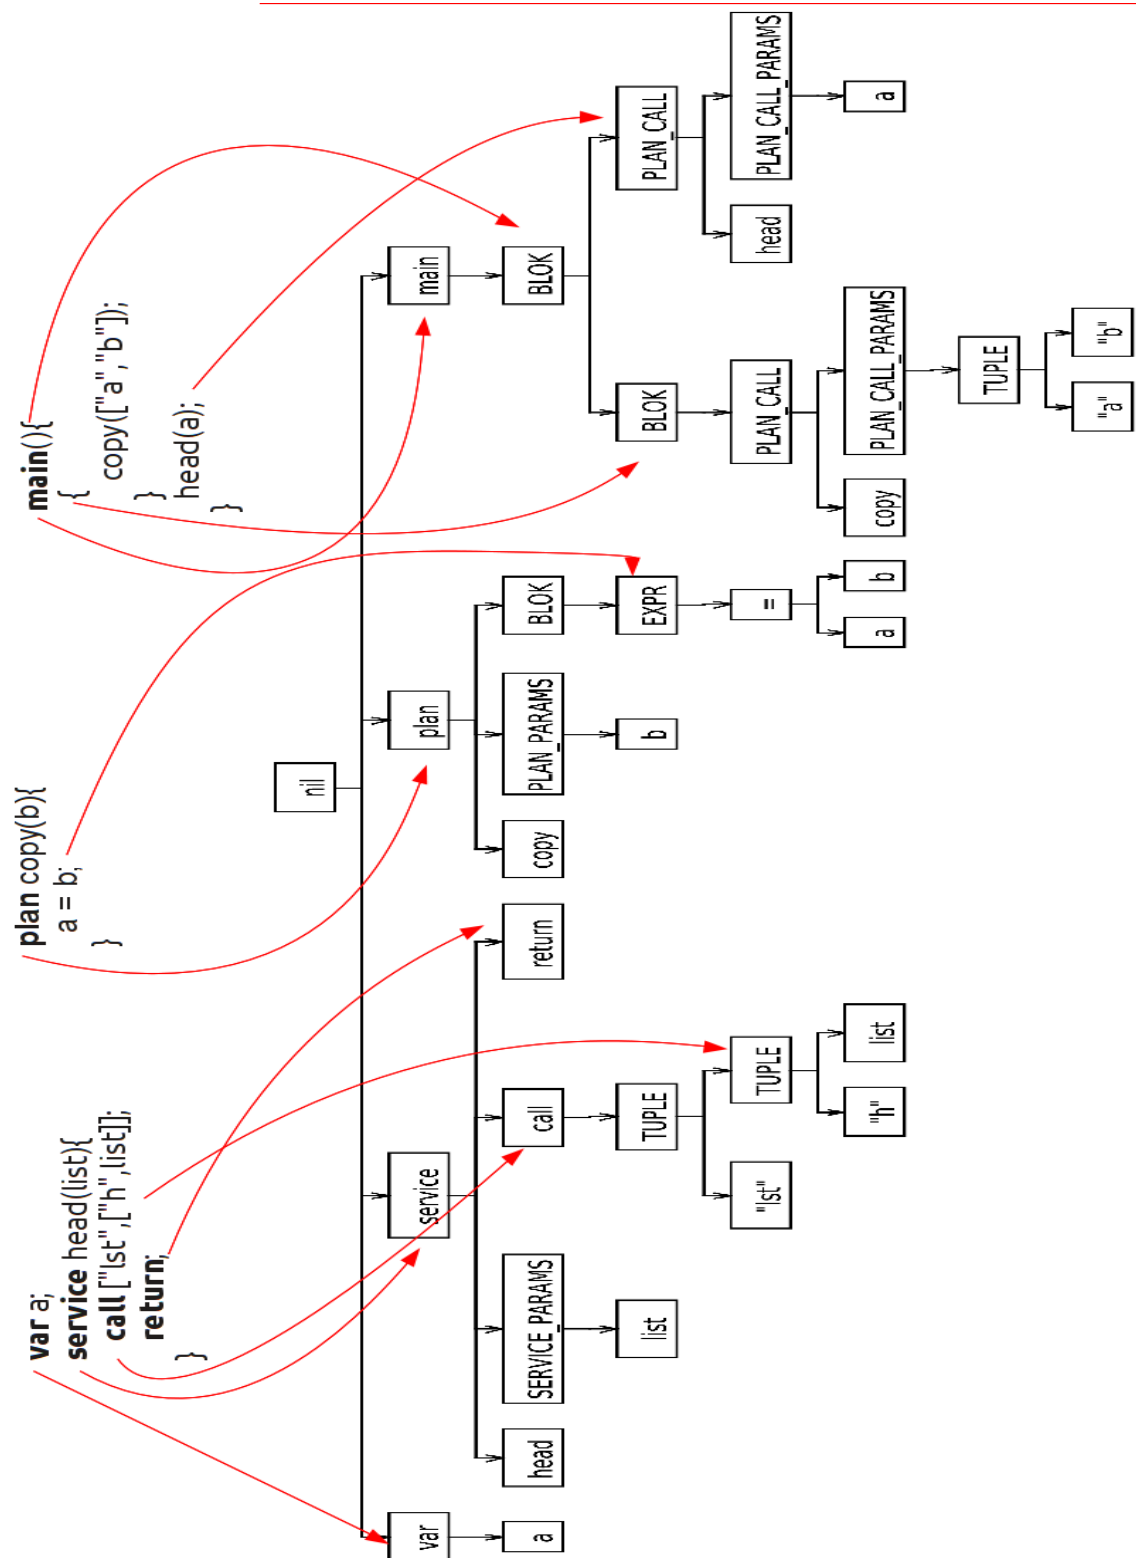 var a;
service head(list){
call ["lst",["h",list]];
return;
}
plan copy(b){
a = b;
}
main(){
{
copy(["a","b"]);
}
head(a);
}
nil
var
service
plan
main
a
head
SERVICE_PARAMS
call
return
copy
PLAN_PARAMS
BLOK
BLOK
list
TUPLE
b
EXPR
BLOK
PLAN_CALL
"lst"
TUPLE
=
PLAN_CALL
head
PLAN_CALL_PARAMS
"h"
list
a
b
copy
PLAN_CALL_PARAMS
a
TUPLE
"a"
"b"